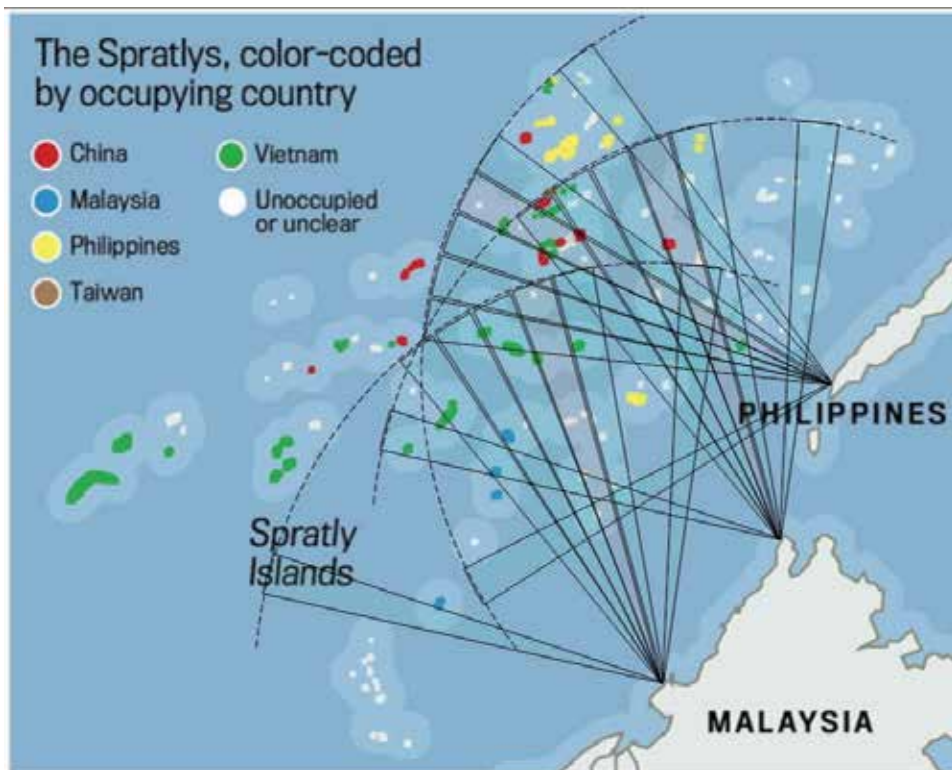 The Spratlys, color-coded
by occupying country
China
Vietnam
Malaysia
Unoccupied
or unclear
Philippines
Taiwan
PHILIPPINES
Spratly
Islands
MALAYSIA